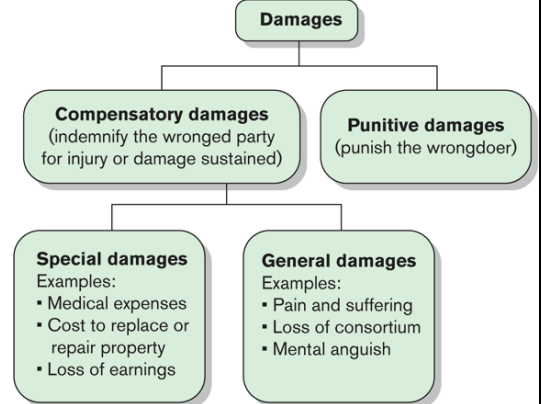 Damages
Compensatory damages
(indemnify the wronged party
for injury or damage sustained)
Punitive damages
(punish the wrongdoer)
Special damages
Examples:
▪ Medical expenses
▪ Cost to replace or
repair property
▪ Loss of earnings
General damages
Examples:
▪ Pain and suffering
▪ Loss of consortium
▪ Mental anguish